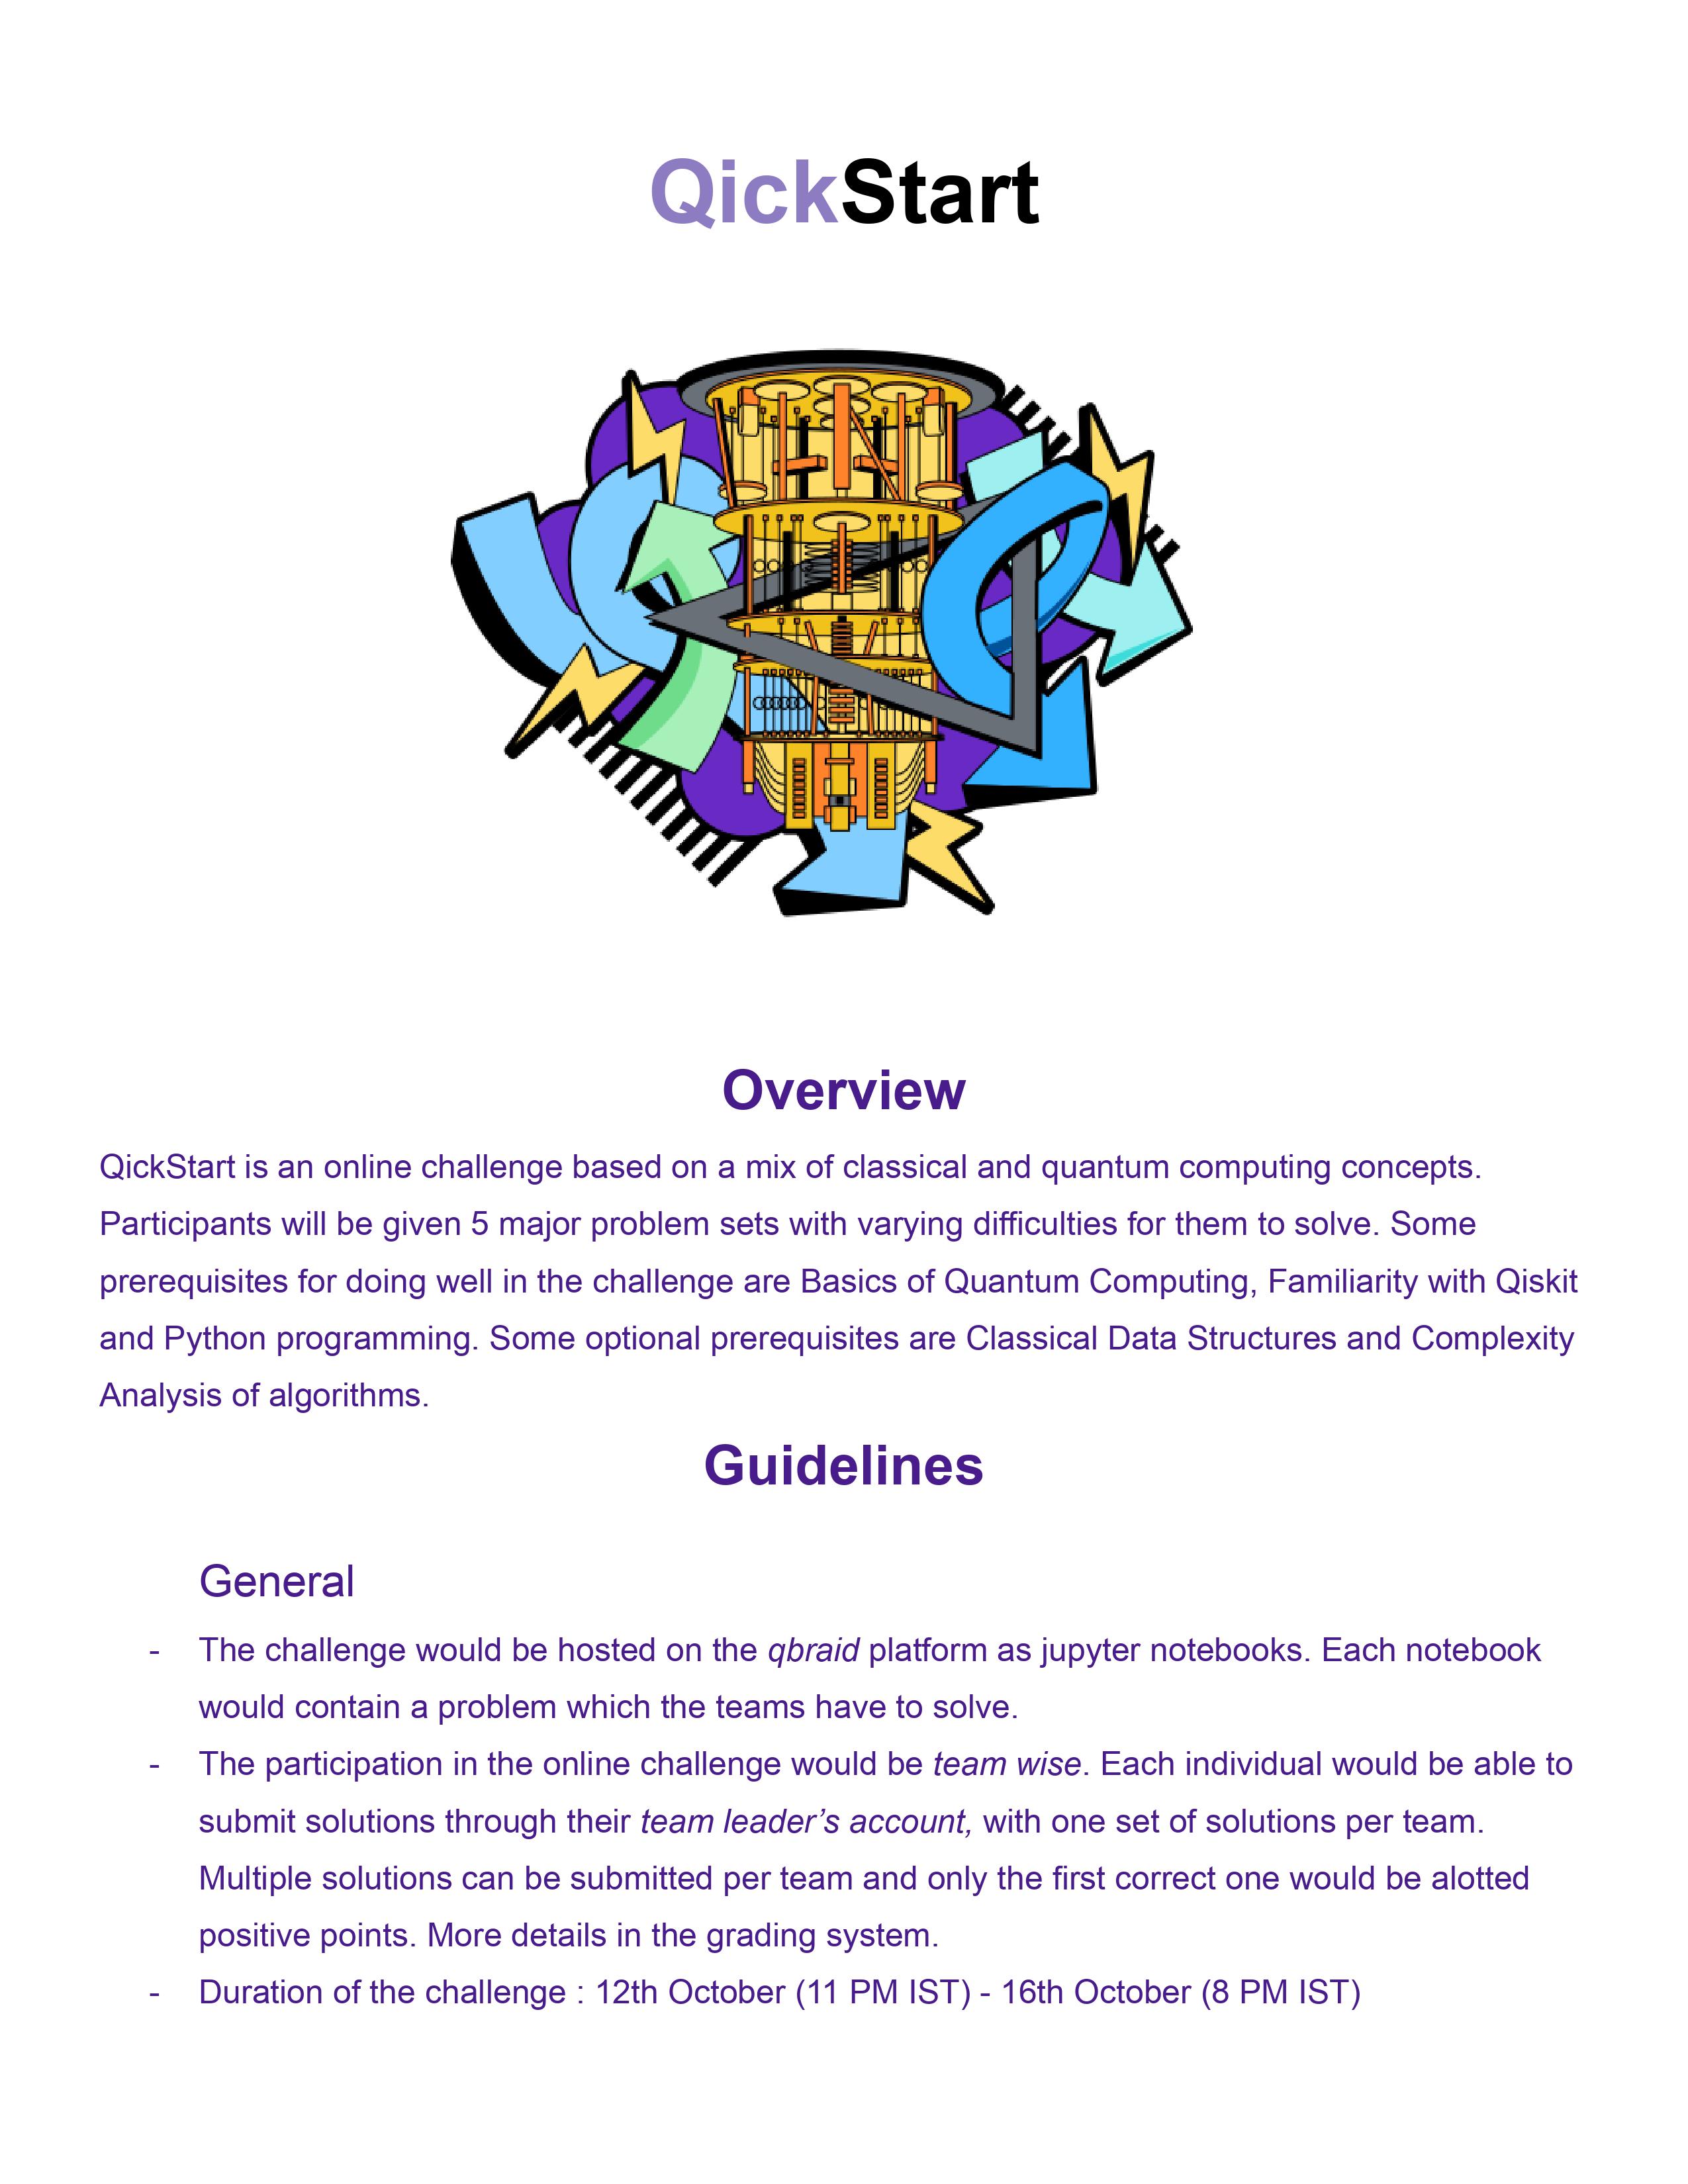 QickStart
Overview
QickStart is an online challenge based on a mix of classical and quantum computing concepts.
Participants will be given 5 major problem sets with varying difficulties for them to solve. Some
prerequisites for doing well in the challenge are Basics of Quantum Computing, Familiarity with Qiskit
and Python programming. Some optional prerequisites are Classical Data Structures and Complexity
Analysis of algorithms.
Guidelines
General
- The challenge would be hosted on the qbraid platform as jupyter notebooks. Each notebook
would contain a problem which the teams have to solve.
- The participation in the online challenge would be team wise. Each individual would be able to
submit solutions through their team leader’s account, with one set of solutions per team.
Multiple solutions can be submitted per team and only the first correct one would be alotted
positive points. More details in the grading system.
- Duration of the challenge : 12th October (11 PM IST) - 16th October (8 PM IST)